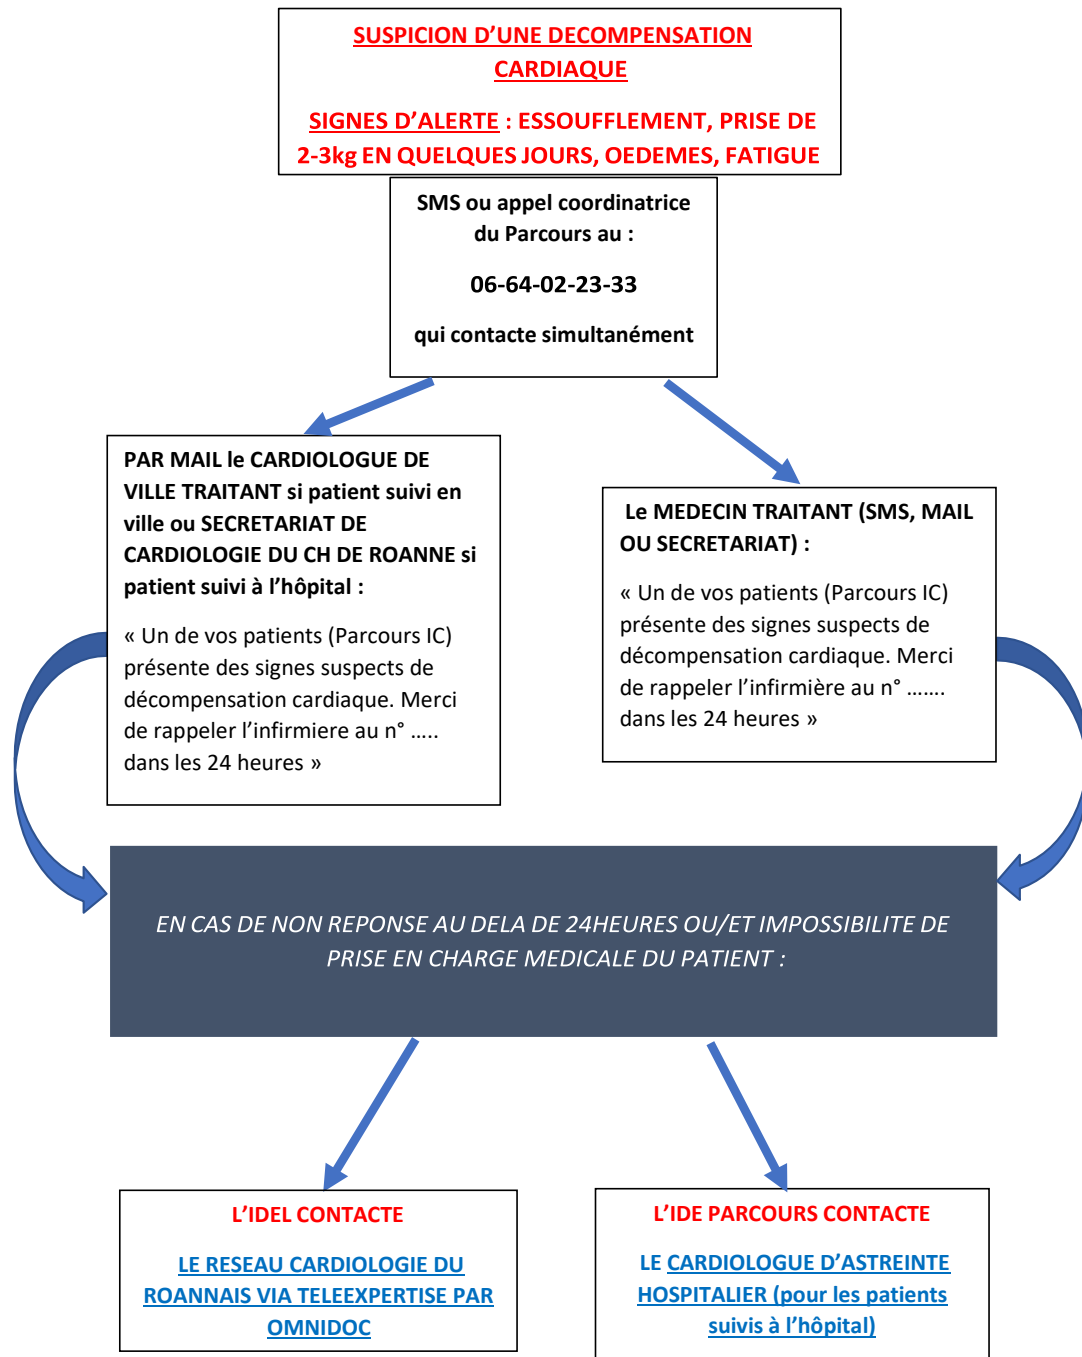 SUSPICION D'UNE DECOMPENSATION
CARDIAQUE
SIGNES D'ALERTE : ESSOUFFLEMENT, PRISE DE
2-3kg EN QUELQUES JOURS, OEDEMES, FATIGUE
SMS ou appel coordinatrice
du Parcours au :
06-64-02-23-33
qui contacte simultanément
PAR MAIL le CARDIOLOGUE DE
VILLE TRAITANT si patient suivi en
ville ou SECRETARIAT DE
CARDIOLOGIE DU CH DE ROANNE si
patient suivi à l'hôpital :
« Un de vos patients (Parcours IC)
présente des signes suspects de
décompensation cardiaque. Merci
de rappeler l'infirmiere au n° .....
dans les 24 heures »
Le MEDECIN TRAITANT (SMS, MAIL
OU SECRETARIAT) :
« Un de vos patients (Parcours IC)
présente des signes suspects de
décompensation cardiaque. Merci
de rappeler l'infirmière au n° .......
dans les 24 heures »
EN CAS DE NON REPONSE AU DELA DE 24HEURES OU/ET IMPOSSIBILITE DE
PRISE EN CHARGE MEDICALE DU PATIENT :
L'IDEL CONTACTE
LE RESEAU CARDIOLOGIE DU
ROANNAIS VIA TELEEXPERTISE PAR
OMNIDOC
L'IDE PARCOURS CONTACTE
LE CARDIOLOGUE D'ASTREINTE
HOSPITALIER (pour les patients
suivis à l'hôpital)